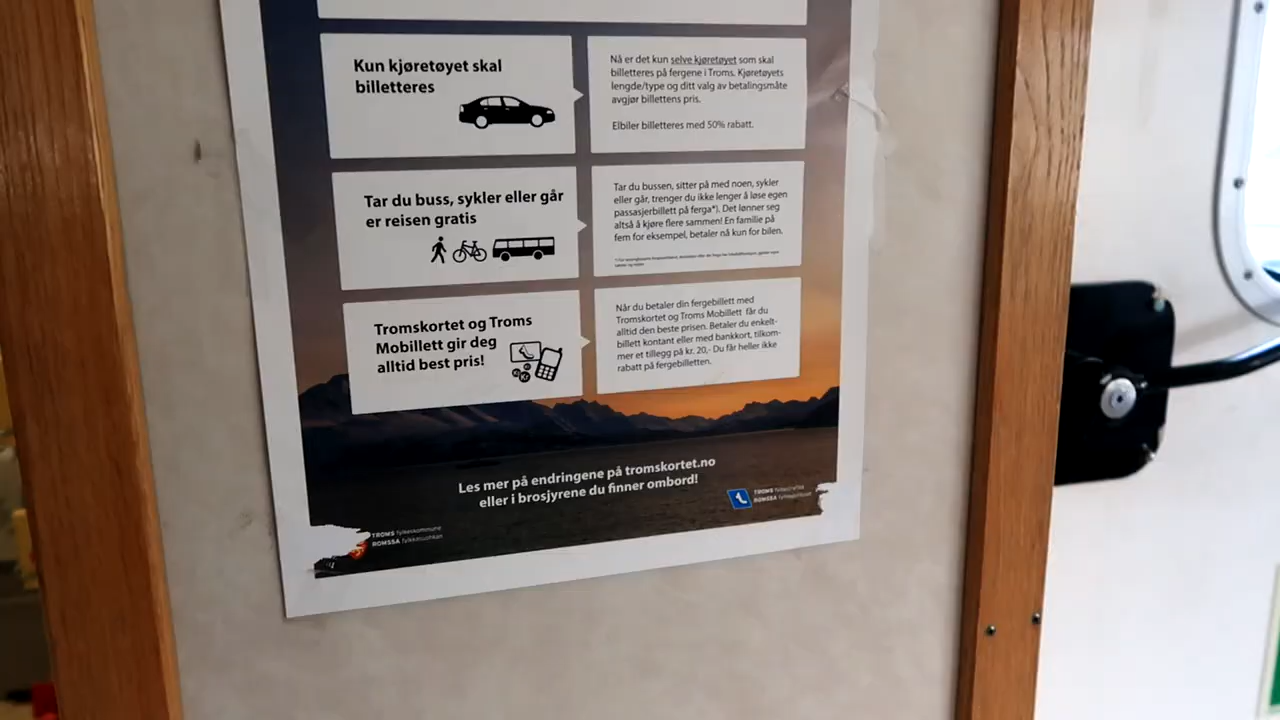 Kun kjøretøyet skal
billetteres
Nå er det kun selve kjøretøyet som skal
billetteres på fergene i Troms. Kjøretøyets
lengde/type og ditt valg av betalingsmåte
avgjør billettens pris.
Elbiler billetteres med 50% rabatt.
Tar du buss, sykler eller går
er reisen gratis
Tar du bussen, sitter på med noen, sykler
eller går, trenger du ikke lenger å løse egen
passasjerbillett på ferga*). Det lønner seg
altså å kjøre flere sammen! En familie på
fem for eksempel, betaler nå kun for bilen.
Tromskortet og Troms
Mobillett gir deg
alltid best pris!
Når du betaler din fergebillett med
Tromskortet og Troms Mobillett får du
alltid den beste prisen. Betaler du enkelt-
billett kontant eller med bankkort, tilkom-
mer et tillegg på kr. 20,- Du får heller ikke
rabatt på fergebilletten.
Les mer på endringene på tromskortet.no
eller i brosjyrene du finner ombord!
TROMS fylkeskommune
ROMSSA fylkkasuohkan
TROMS
ROMSSA